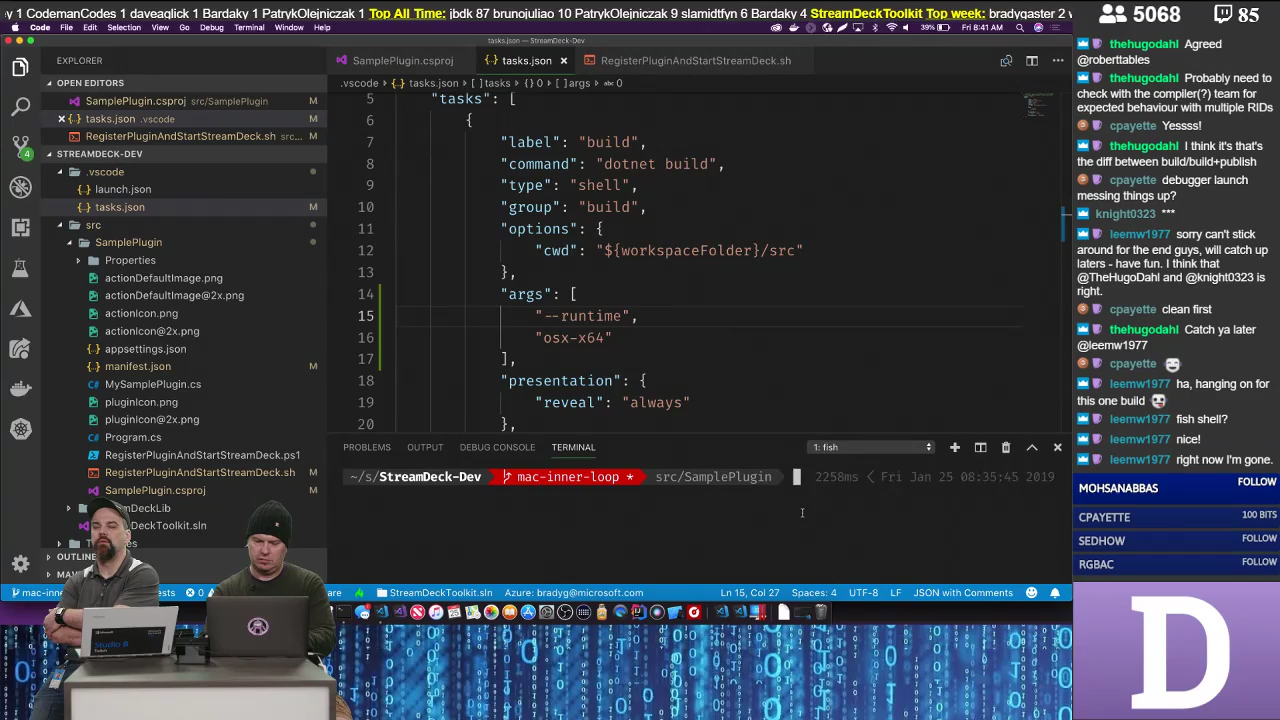 y 1 CodemanCodes 1 daveaglick 1 Bardaky 1 PatrykOlejniczak Top All Time: jbdk 87 brunojuliao 10 PatrykOlejniczak 9 slamdtfyn 6 Bardaky 4 StreamDeckToolkit Top week: bradygaster 2
5068 85
Code File Edit Selection View Go Debug Terminal Window Help 39% Fri 8:41 AM
tasks.json — StreamDeck-Dev
EXPLORER
OPEN EDITORS
SamplePlugin.csproj src/SamplePlugin M
tasks.json .vscode M
RegisterPluginAndStartStreamDeck.sh src... M
STREAMDECK-DEV
.vscode
launch.json
tasks.json M
src
SamplePlugin
Properties
actionDefaultImage.png
actionDefaultImage@2x.png
actionIcon.png
actionIcon@2x.png
appsettings.json
manifest.json M
MySamplePlugin.cs
pluginIcon.png
pluginIcon@2x.png
Program.cs
RegisterPluginAndStartStreamDeck.ps1
RegisterPluginAndStartStreamDeck.sh M
SamplePlugin.csproj M
eamDeckLib
DeckToolkit.sln
OUTLINE
4
SamplePlugin.csproj tasks.json RegisterPluginAndStartStreamDeck.sh
.vscode tasks.json [ ] tasks {} 0 [ ] args abc 0
5 "tasks": [
6 {
7 "label": "build",
8 "command": "dotnet build",
9 "type": "shell",
10 "group": "build",
11 "options": {
12 "cwd": "${workspaceFolder}/src"
13 },
14 "args": [
15 "--runtime",
16 "osx-x64"
17 ],
18 "presentation": {
19 "reveal": "always"
20 },
PROBLEMS OUTPUT DEBUG CONSOLE TERMINAL 1: fish
~/s/StreamDeck-Dev mac-inner-loop * src/SamplePlugin 2258ms < Fri Jan 25 08:35:45 2019
StreamDeckToolkit.sln Azure: bradyg@microsoft.com Ln 15, Col 27 Spaces: 4 UTF-8 LF JSON with Comments
thehugodahl Agreed
@roberttables
thehugodahl Probably need to
check with the compiler(?) team for
expected behaviour with multiple RIDs
cpayette Yessss!
thehugodahl I think it's that's
the diff between build/build+publish
cpayette debugger launch
messing things up?
knight0323 ***
leemw1977 sorry can't stick
around for the end guys, will catch up
laters - have fun. I think that
@TheHugoDahl and @knight0323 is
right.
cpayette clean first
thehugodahl Catch ya later
@leemw1977
cpayette
leemw1977 ha, hanging on for
this one build
leemw1977 fish shell?
leemw1977 nice!
leemw1977 right now I'm gone.
MOHSANABBAS FOLLOW
CPAYETTE 100 BITS
SEDHOW FOLLOW
RGBAC FOLLOW
D